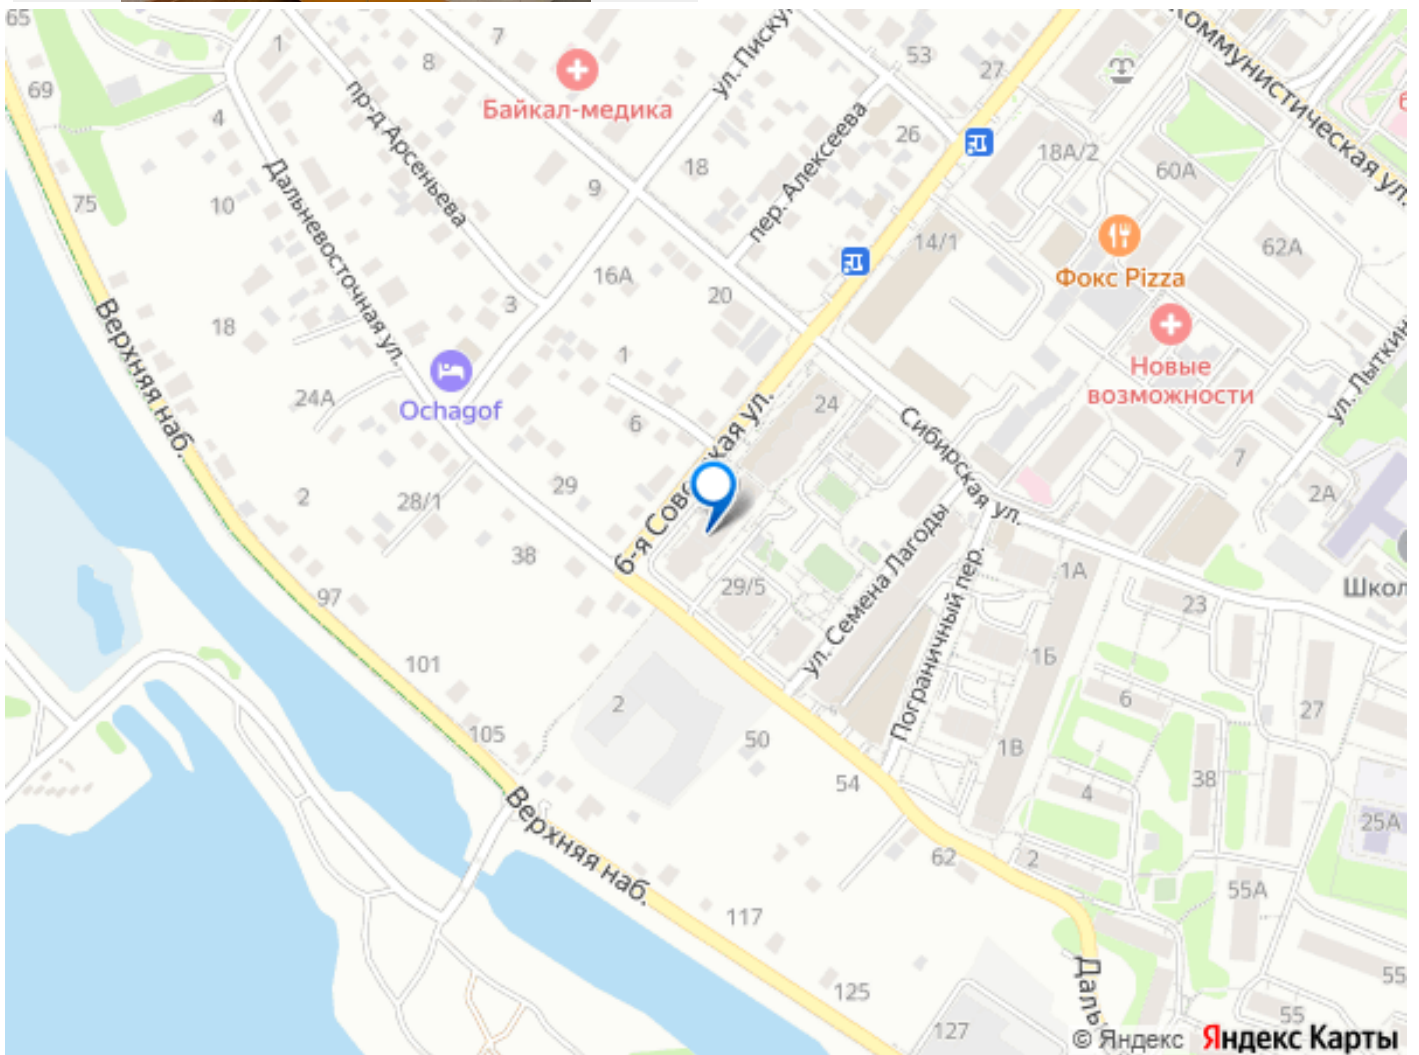 65
1
7
8
ул. Писку
53
27
Коммунистическая ул.
69
Байкал-медика
4
пр-д Арсеньева
пер. Алексеева
26
18А/2
60А
18
9
75
10
Дальневосточная ул.
14/1
62А
16А
Фокс Pizza
20
3
18
Верхняя наб.
1
Новые
возможности
ул. Лыткин
Ochagof
24А
24
6
6-я Советская ул.
Сибирская ул.
7
2А
29
2
28/1
38
29/5
ул. Семена Лагоды
Пограничный пер.
1А
23
Школ
97
101
1Б
6
27
2
105
50
1В
54
4
38
25А
Верхняя наб.
62
2
55А
117
125
127
Даль
55
55
© Яндекс Яндекс Карты